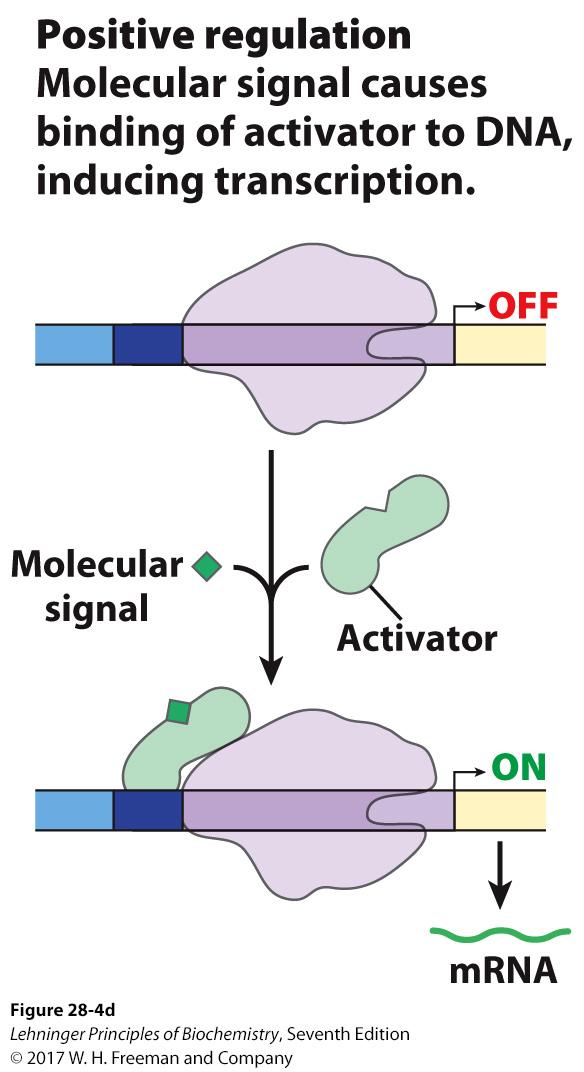 Positive regulation
Molecular signal causes
binding of activator to DNA,
inducing transcription.
OFF
Molecular
signal
Activator
ON
mRNA
Figure 28-4d
Lehninger Principles of Biochemistry, Seventh Edition
© 2017 W. H. Freeman and Company